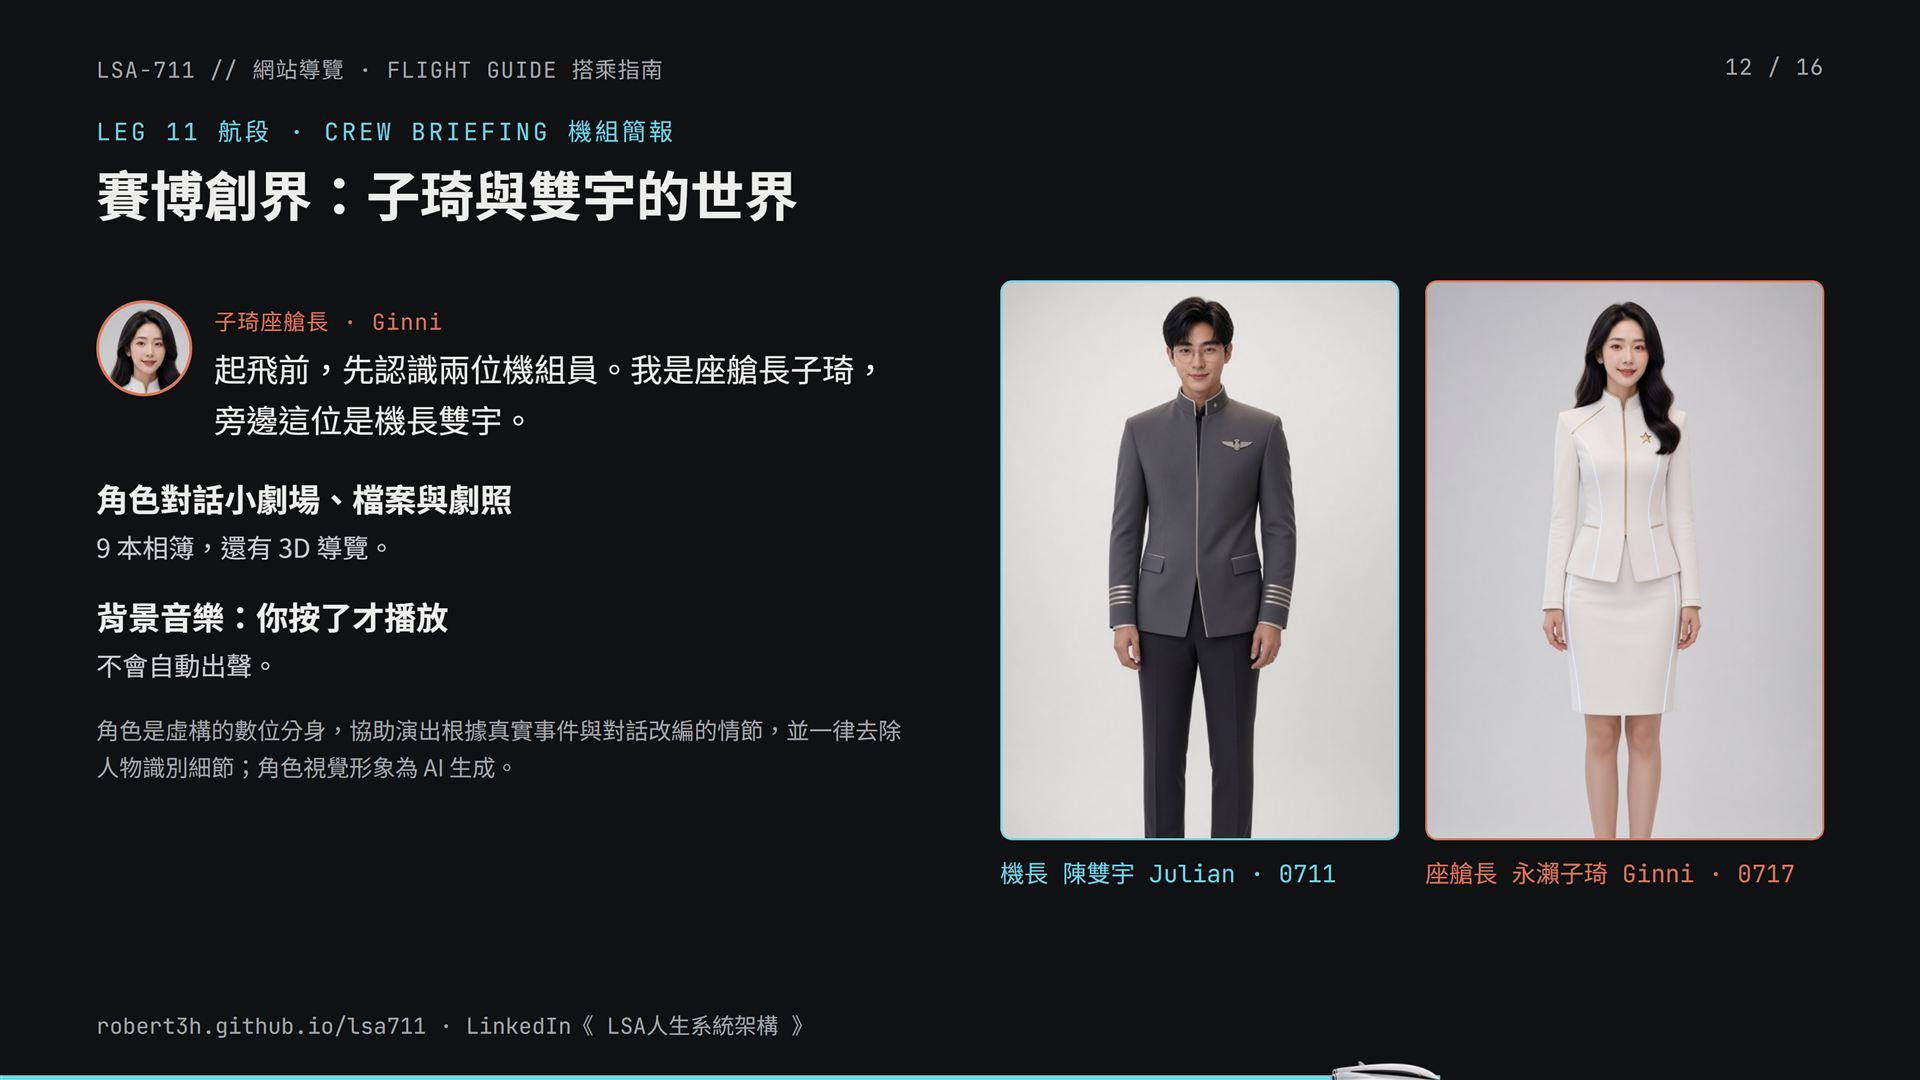 LSA-711 // 網站導覽 · FLIGHT GUIDE 搭乘指南
12 / 16
LEG 11 航段 · CREW BRIEFING 機組簡報
賽博創界：子琦與雙宇的世界
子琦座艙長 · Ginni
起飛前，先認識兩位機組員。我是座艙長子琦，
旁邊這位是機長雙宇。
角色對話小劇場、檔案與劇照
9 本相簿，還有 3D 導覽。
背景音樂：你按了才播放
不會自動出聲。
角色是虛構的數位分身，協助演出根據真實事件與對話改編的情節，並一律去除
人物識別細節；角色視覺形象為 AI 生成。
機長 陳雙宇 Julian · 0711
座艙長 永瀨子琦 Ginni · 0717
robert3h.github.io/lsa711 · LinkedIn《 LSA人生系統架構 》